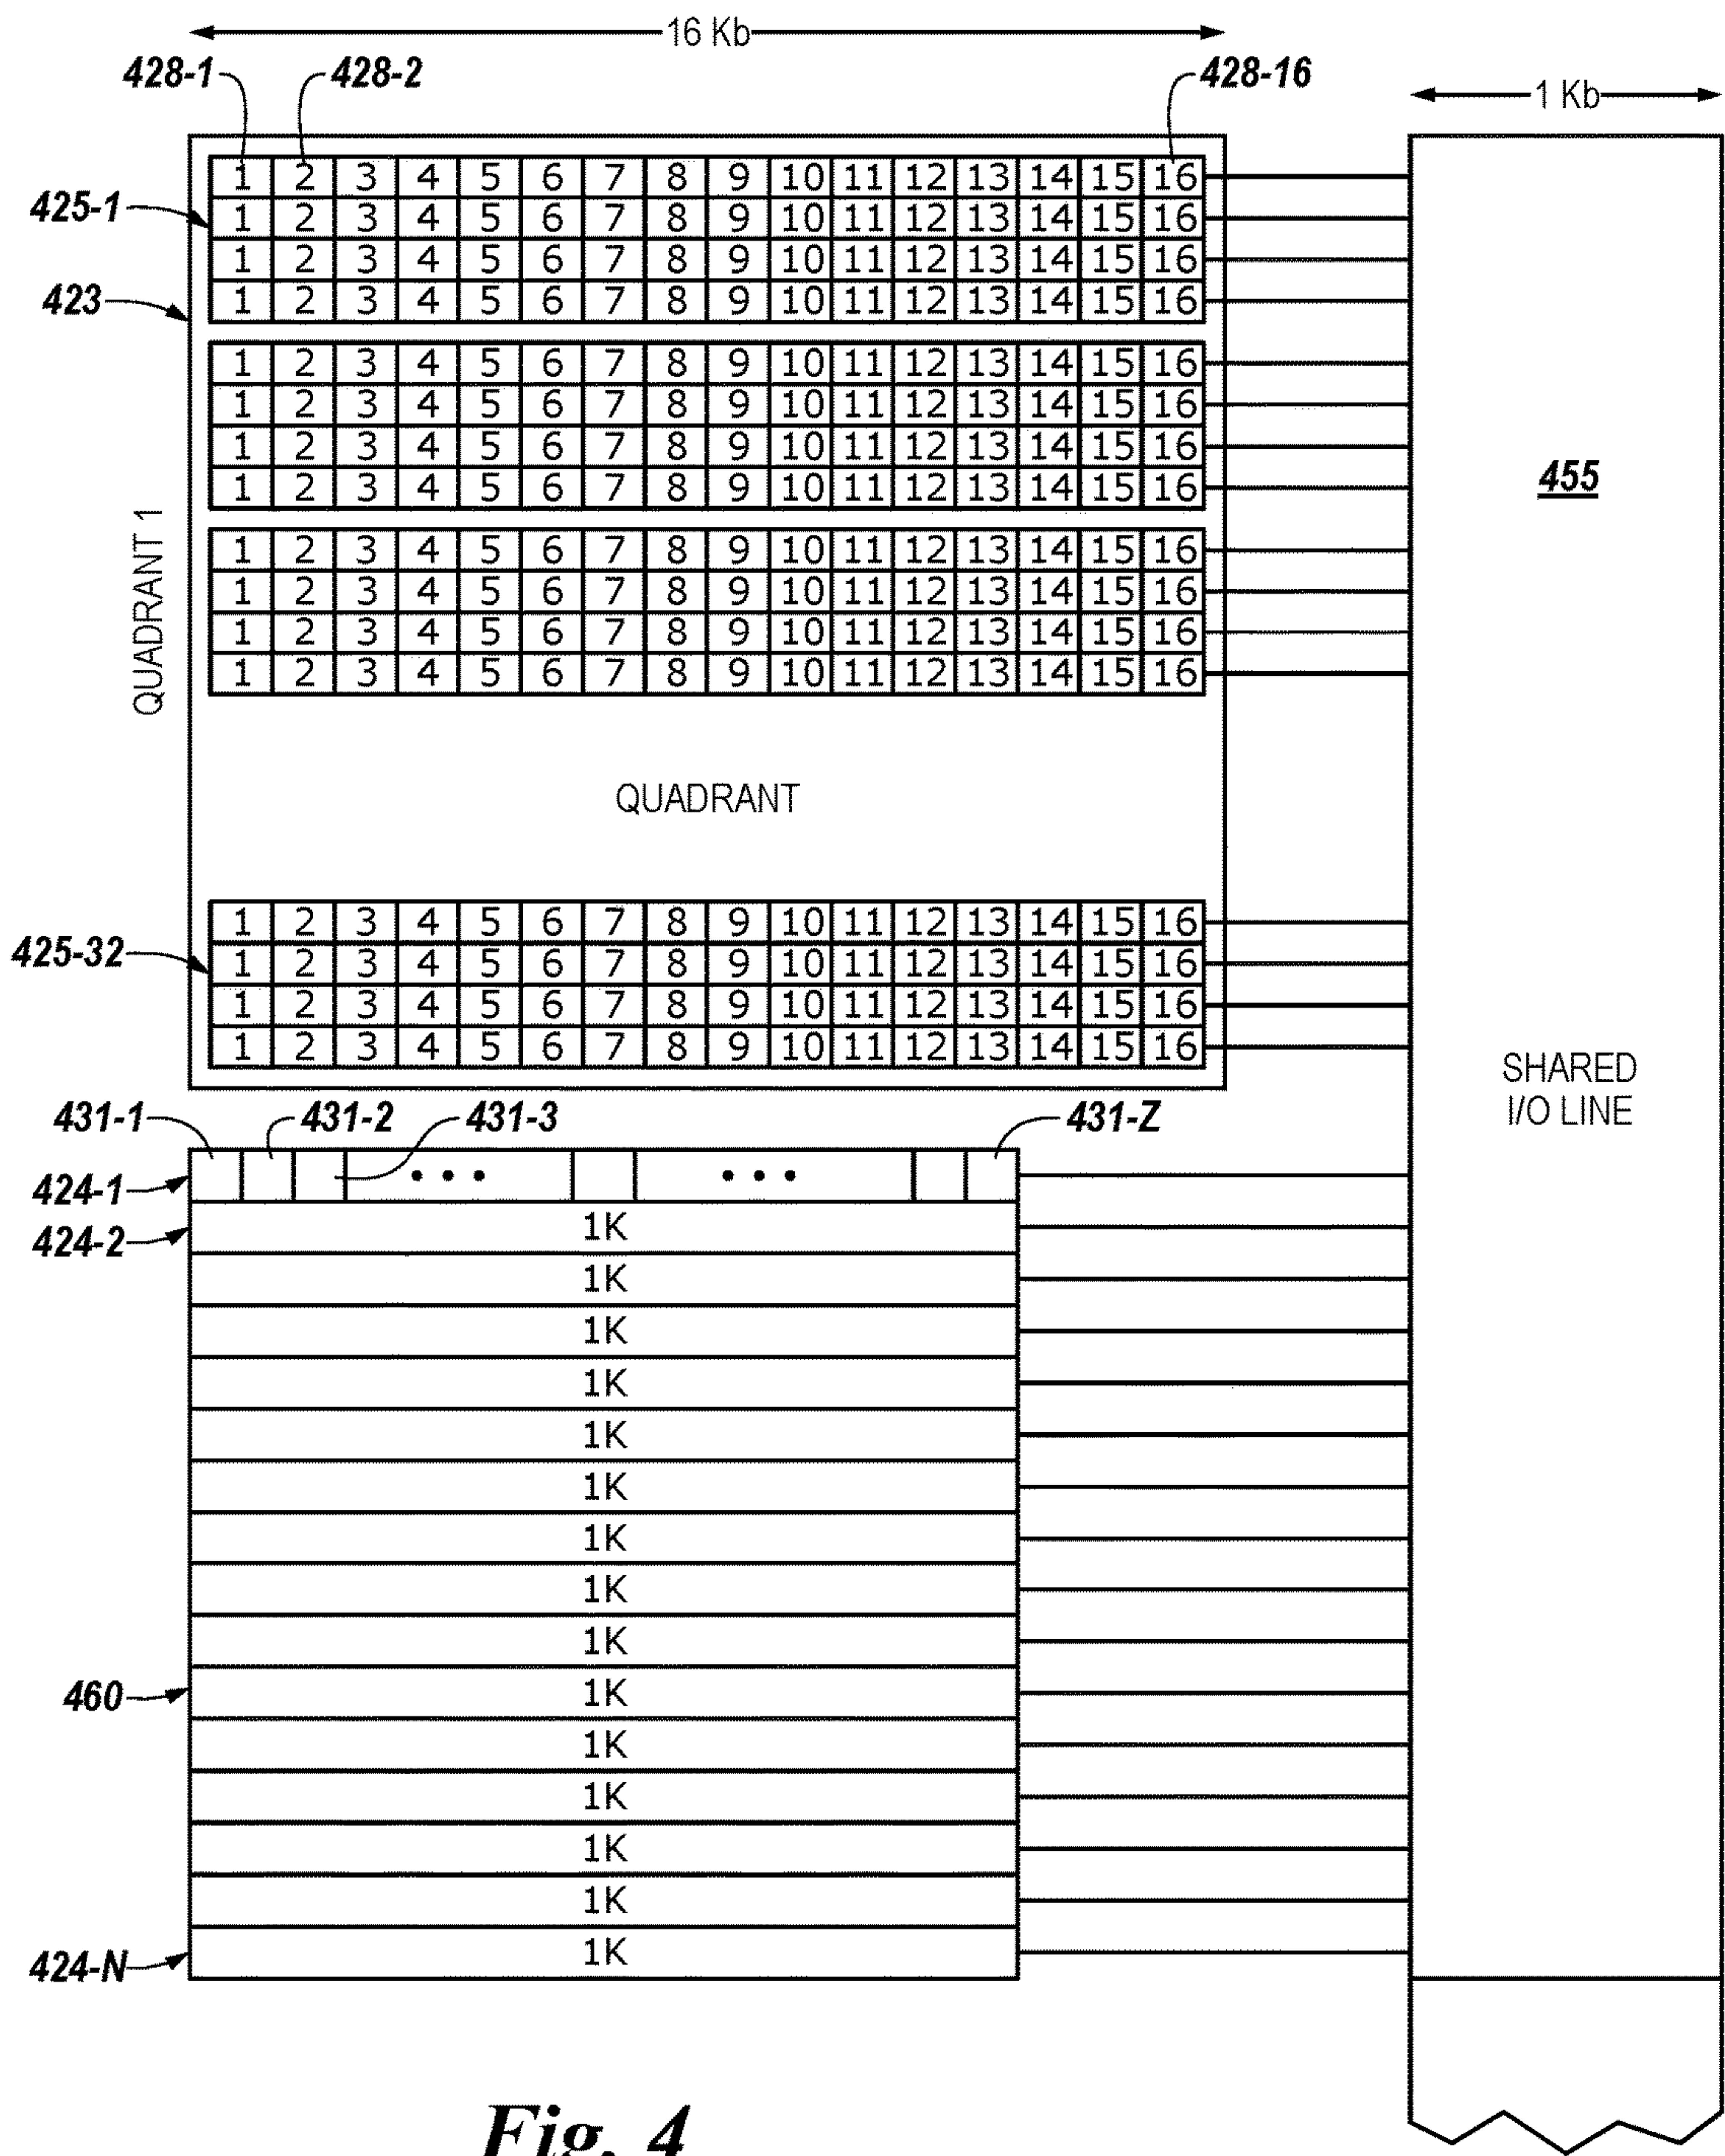 16 Kb
428-1 428-2 428-16 1 Kb
1 2 3 4 5 6 7 8 9 10 11 12 13 14 15 16
425-1
1 2 3 4 5 6 7 8 9 10 11 12 13 14 15 16
1 2 3 4 5 6 7 8 9 10 11 12 13 14 15 16
423
1 2 3 4 5 6 7 8 9 10 11 12 13 14 15 16
1 2 3 4 5 6 7 8 9 10 11 12 13 14 15 16
1 2 3 4 5 6 7 8 9 10 11 12 13 14 15 16
1 2 3 4 5 6 7 8 9 10 11 12 13 14 15 16
1 2 3 4 5 6 7 8 9 10 11 12 13 14 15 16
455
QUADRANT 1
1 2 3 4 5 6 7 8 9 10 11 12 13 14 15 16
1 2 3 4 5 6 7 8 9 10 11 12 13 14 15 16
1 2 3 4 5 6 7 8 9 10 11 12 13 14 15 16
1 2 3 4 5 6 7 8 9 10 11 12 13 14 15 16
QUADRANT
1 2 3 4 5 6 7 8 9 10 11 12 13 14 15 16
425-32
1 2 3 4 5 6 7 8 9 10 11 12 13 14 15 16
1 2 3 4 5 6 7 8 9 10 11 12 13 14 15 16
1 2 3 4 5 6 7 8 9 10 11 12 13 14 15 16
SHARED
I/O LINE
431-1 431-2 431-3 431-Z
424-1 • • • • • •
424-2 1K
1K
1K
1K
1K
1K
1K
1K
1K
460 1K
1K
1K
1K
1K
424-N 1K
Fig. 4